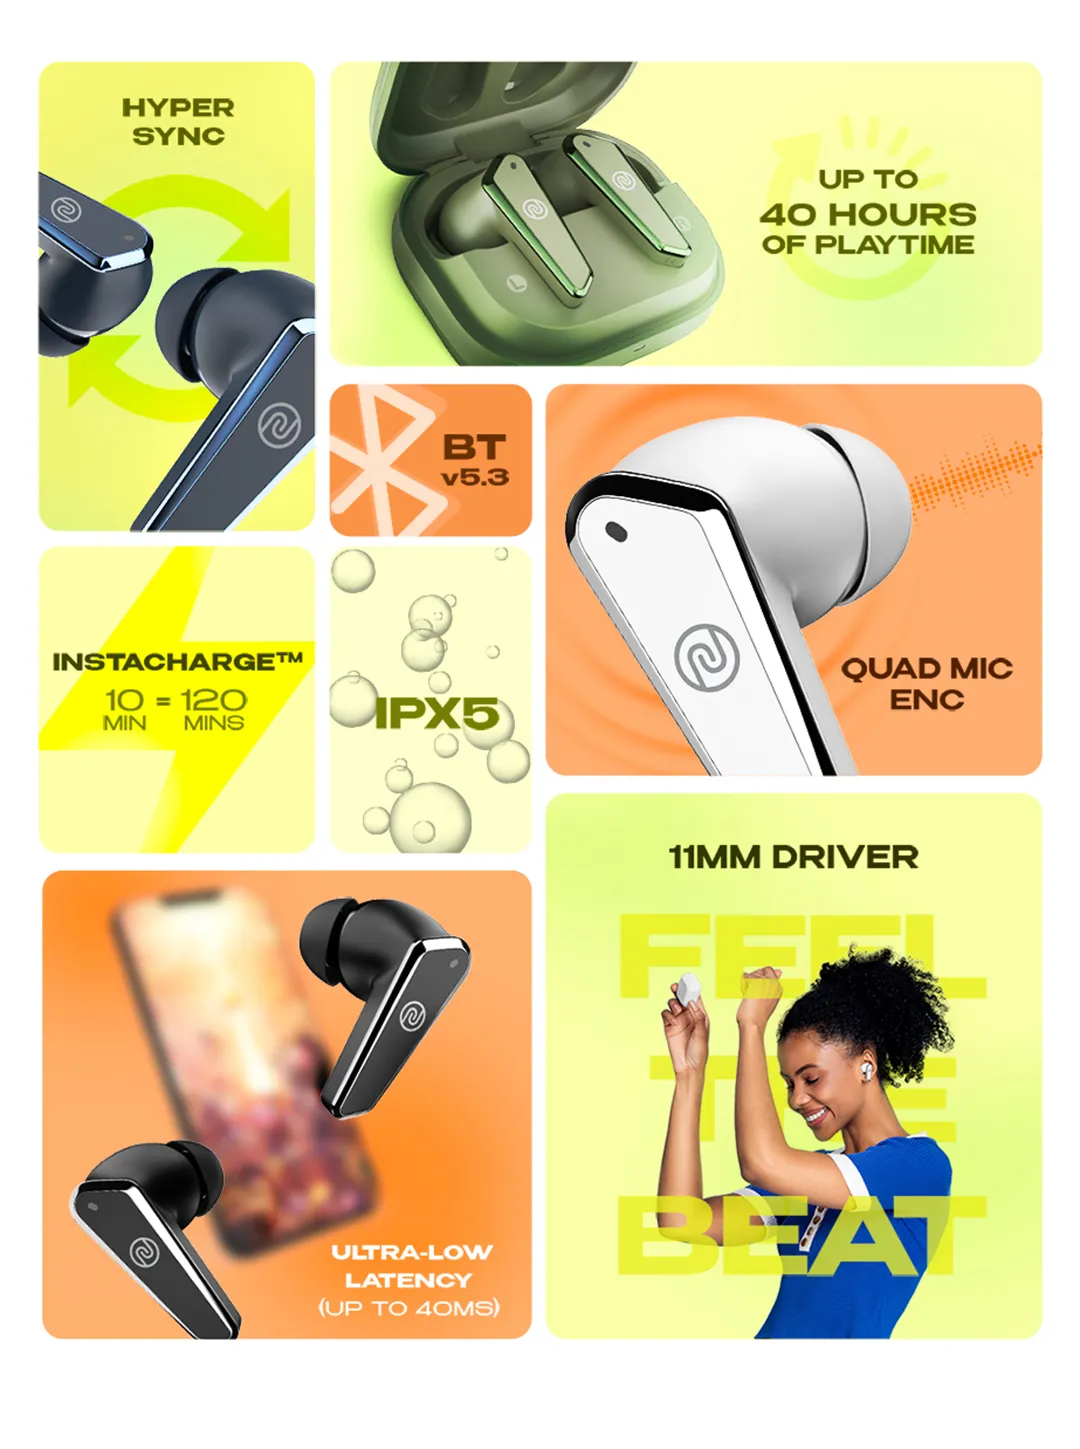 HYPER
SYNC
UP TO
40 HOURS
OF PLAYTIME
BT
v5.3
QUAD MIC
ENC
INSTACHARGE™
10 = 120
MIN MINS
IPX5
11MM DRIVER
FEEL
THE
BEAT
ULTRA-LOW
LATENCY
(UP TO 40MS)
L